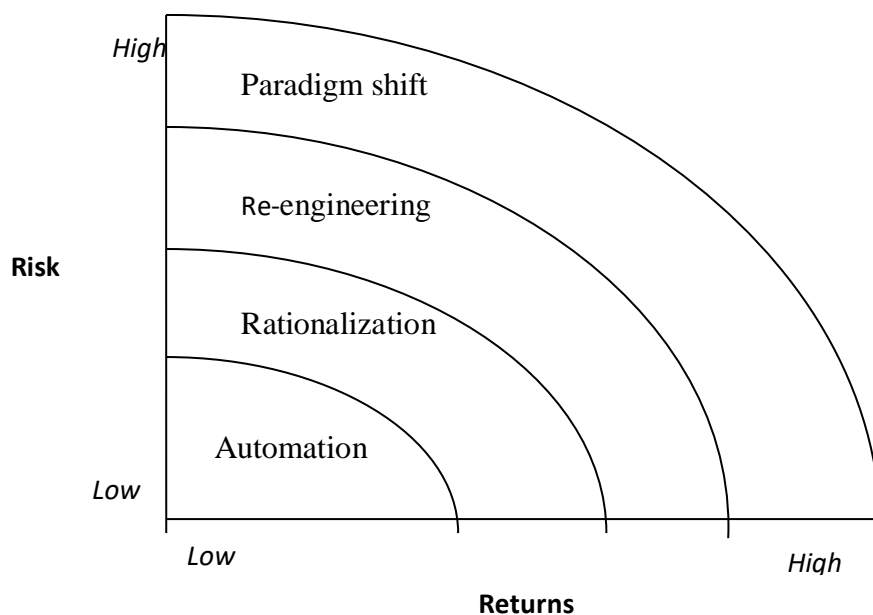 High
Paradigm shift
Re-engineering
Risk
Rationalization
Automation
Low
Low
High
Returns